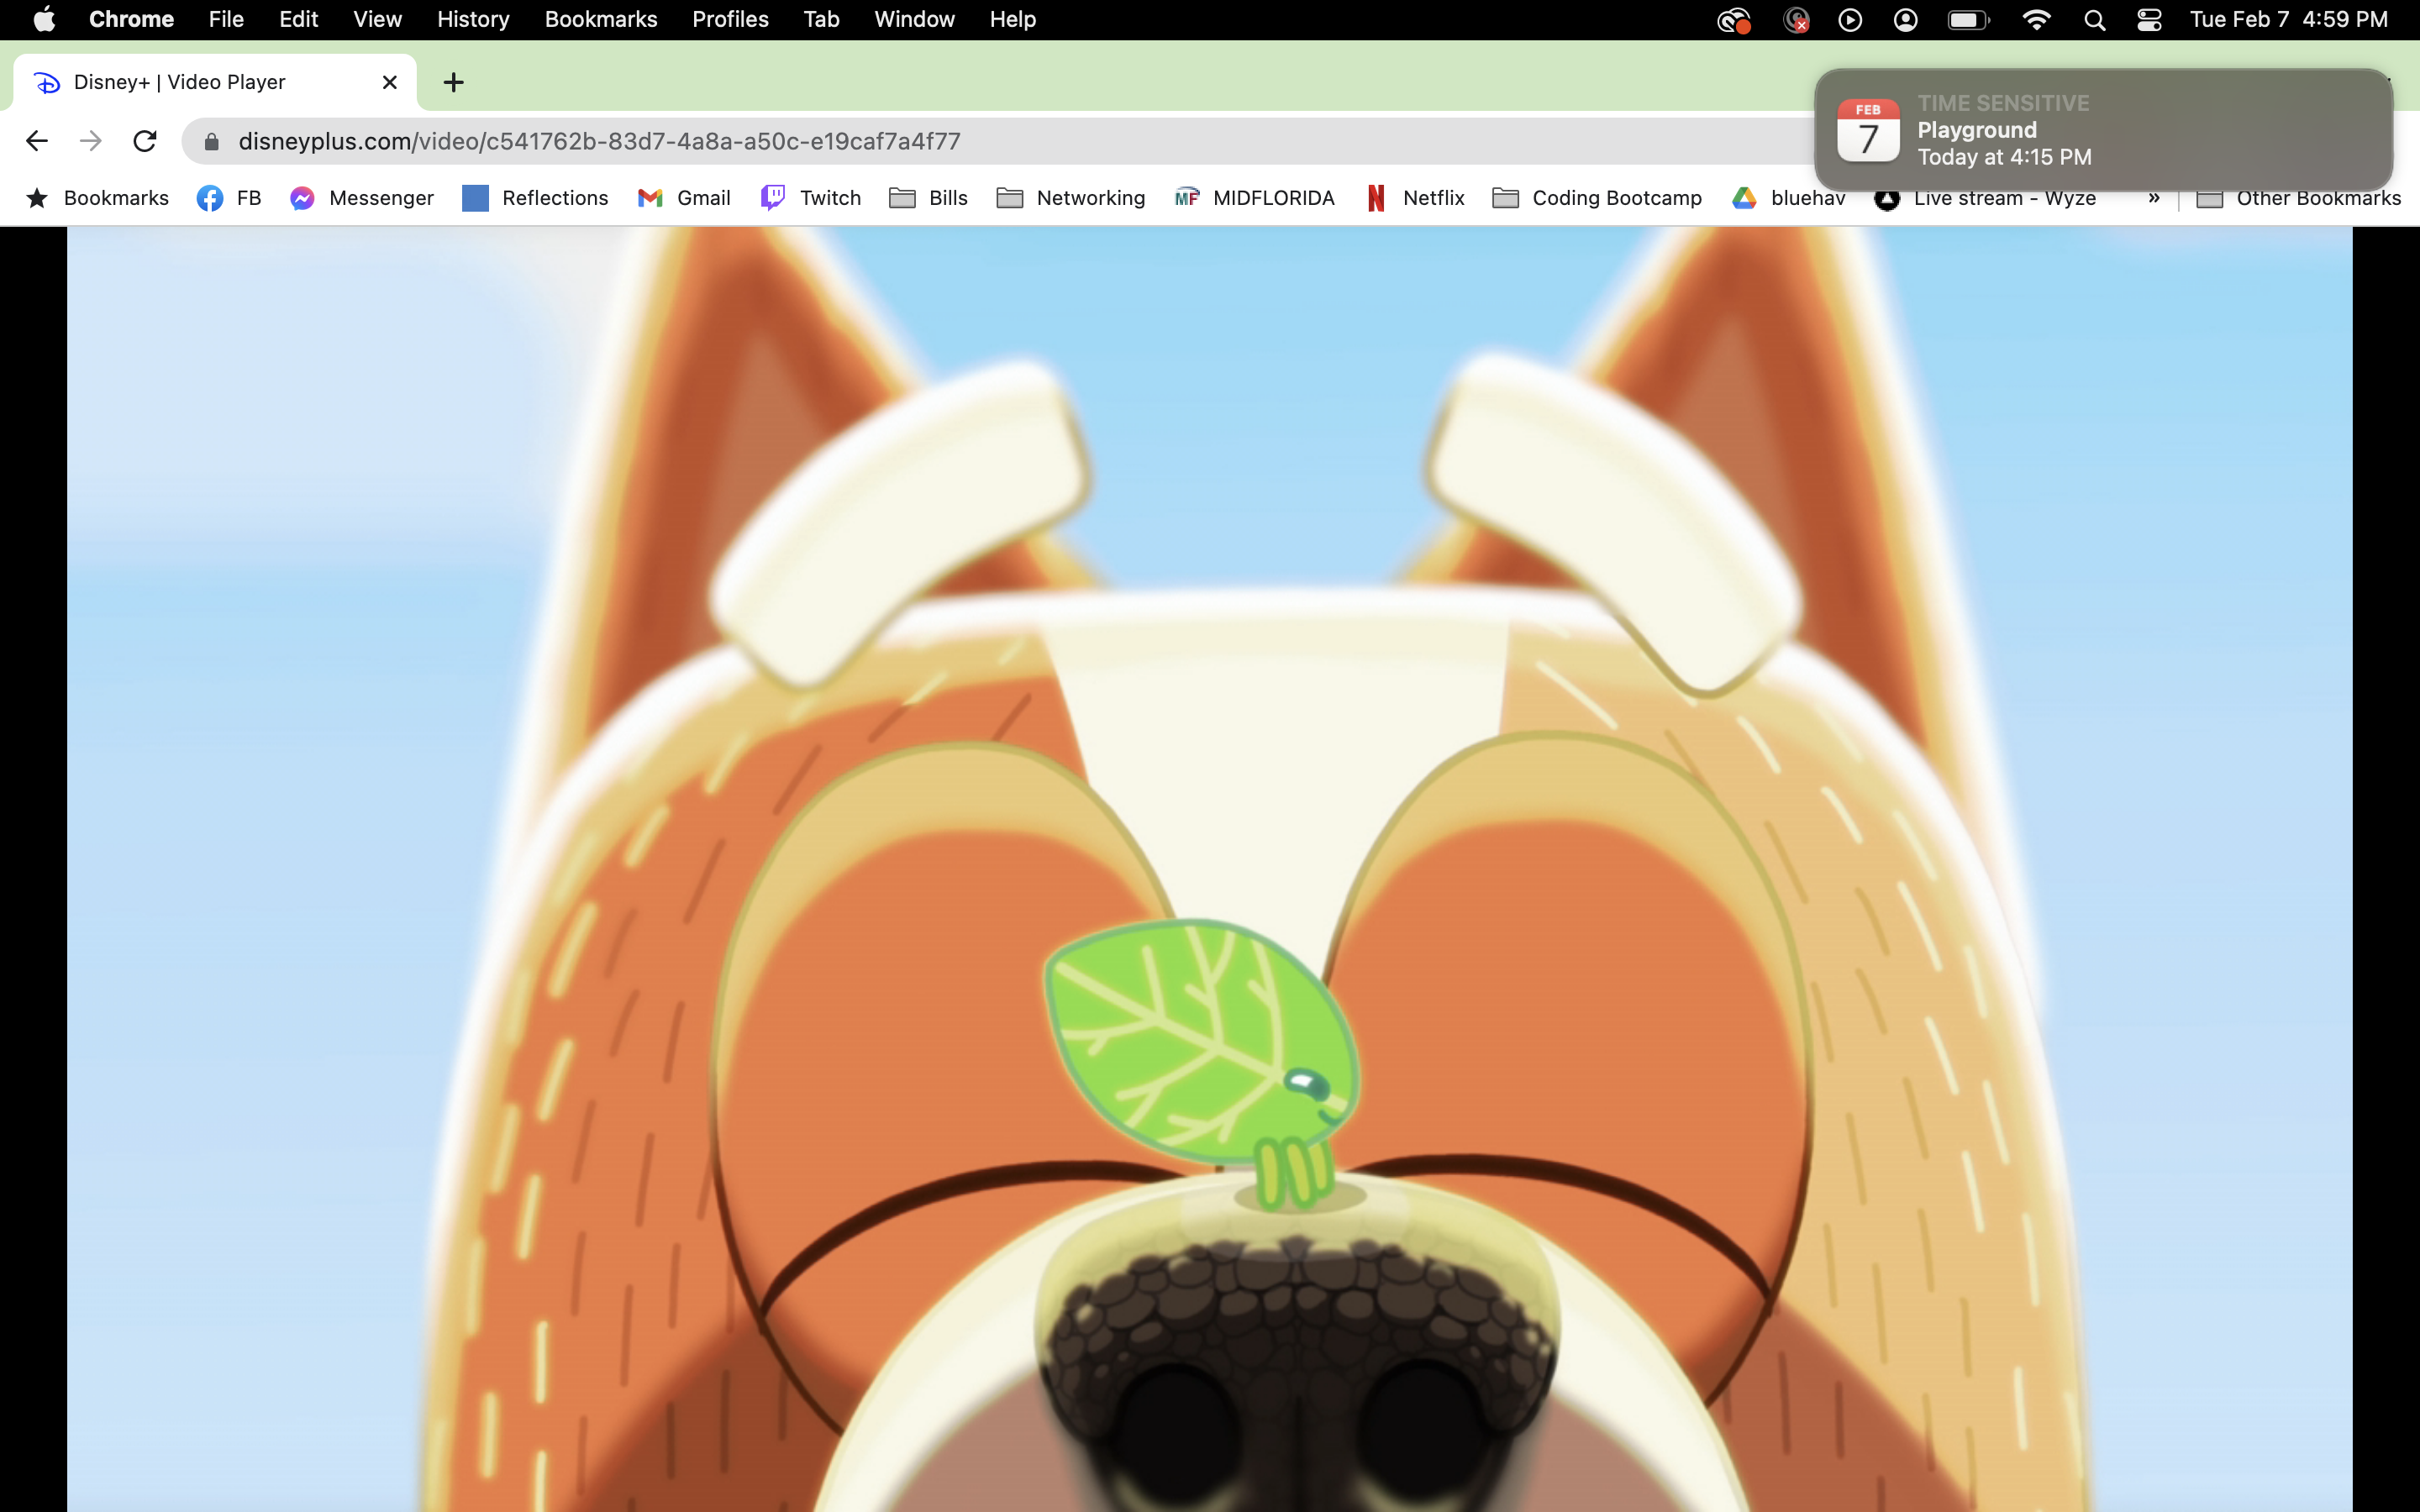 Chrome File Edit View History Bookmarks Profiles Tab Window Help Tue Feb 7 4:59 PM
Disney+ | Video Player
disneyplus.com/video/c541762b-83d7-4a8a-a50c-e19caf7a4f77
FEB
7
TIME SENSITIVE
Playground
Today at 4:15 PM
Bookmarks FB Messenger Reflections Gmail Twitch Bills Networking MF MIDFLORIDA N Netflix Coding Bootcamp bluehav Live stream - Wyze » Other Bookmarks